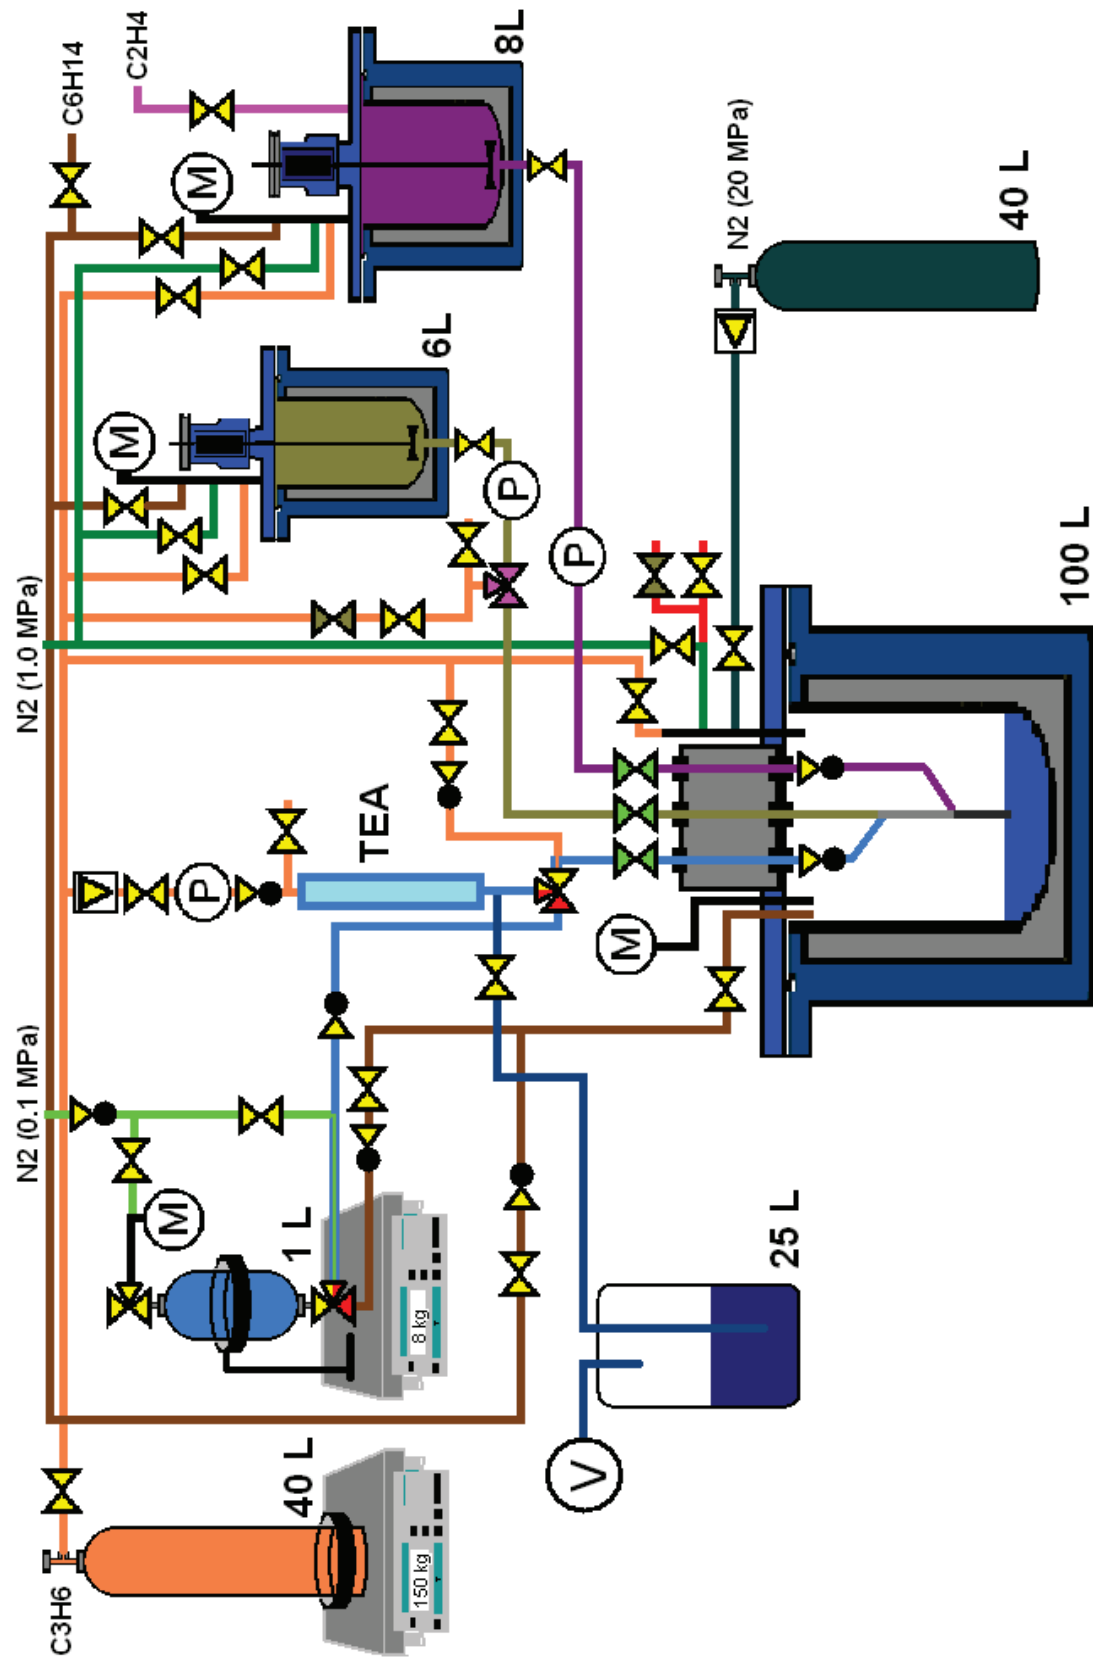 C3H6
40 L
150 kg
N2 (0.1 MPa)
M
1 L
8 kg
V
25 L
P
TEA
M
N2 (1.0 MPa)
M
6L
P
P
100 L
C6H14
C2H4
M
8L
N2 (20 MPa)
40 L